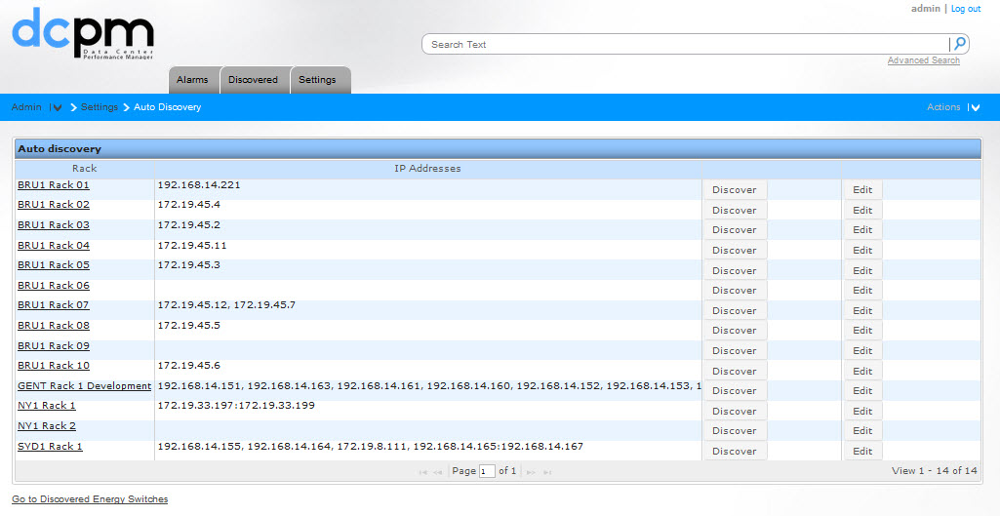 admin | Log out
dcpm
Data Center
Performance Manager
Search Text
Advanced Search
Alarms Discovered Settings
Admin Settings Auto Discovery Actions
Auto discovery
Rack IP Addresses
BRU1 Rack 01 192.168.14.221 Discover Edit
BRU1 Rack 02 172.19.45.4 Discover Edit
BRU1 Rack 03 172.19.45.2 Discover Edit
BRU1 Rack 04 172.19.45.11 Discover Edit
BRU1 Rack 05 172.19.45.3 Discover Edit
BRU1 Rack 06 Discover Edit
BRU1 Rack 07 172.19.45.12, 172.19.45.7 Discover Edit
BRU1 Rack 08 172.19.45.5 Discover Edit
BRU1 Rack 09 Discover Edit
BRU1 Rack 10 172.19.45.6 Discover Edit
GENT Rack 1 Development 192.168.14.151, 192.168.14.163, 192.168.14.161, 192.168.14.160, 192.168.14.152, 192.168.14.153, 1 Discover Edit
NY1 Rack 1 172.19.33.197:172.19.33.199 Discover Edit
NY1 Rack 2 Discover Edit
SYD1 Rack 1 192.168.14.155, 192.168.14.164, 172.19.8.111, 192.168.14.165:192.168.14.167 Discover Edit
Page 1 of 1 View 1 - 14 of 14
Go to Discovered Energy Switches